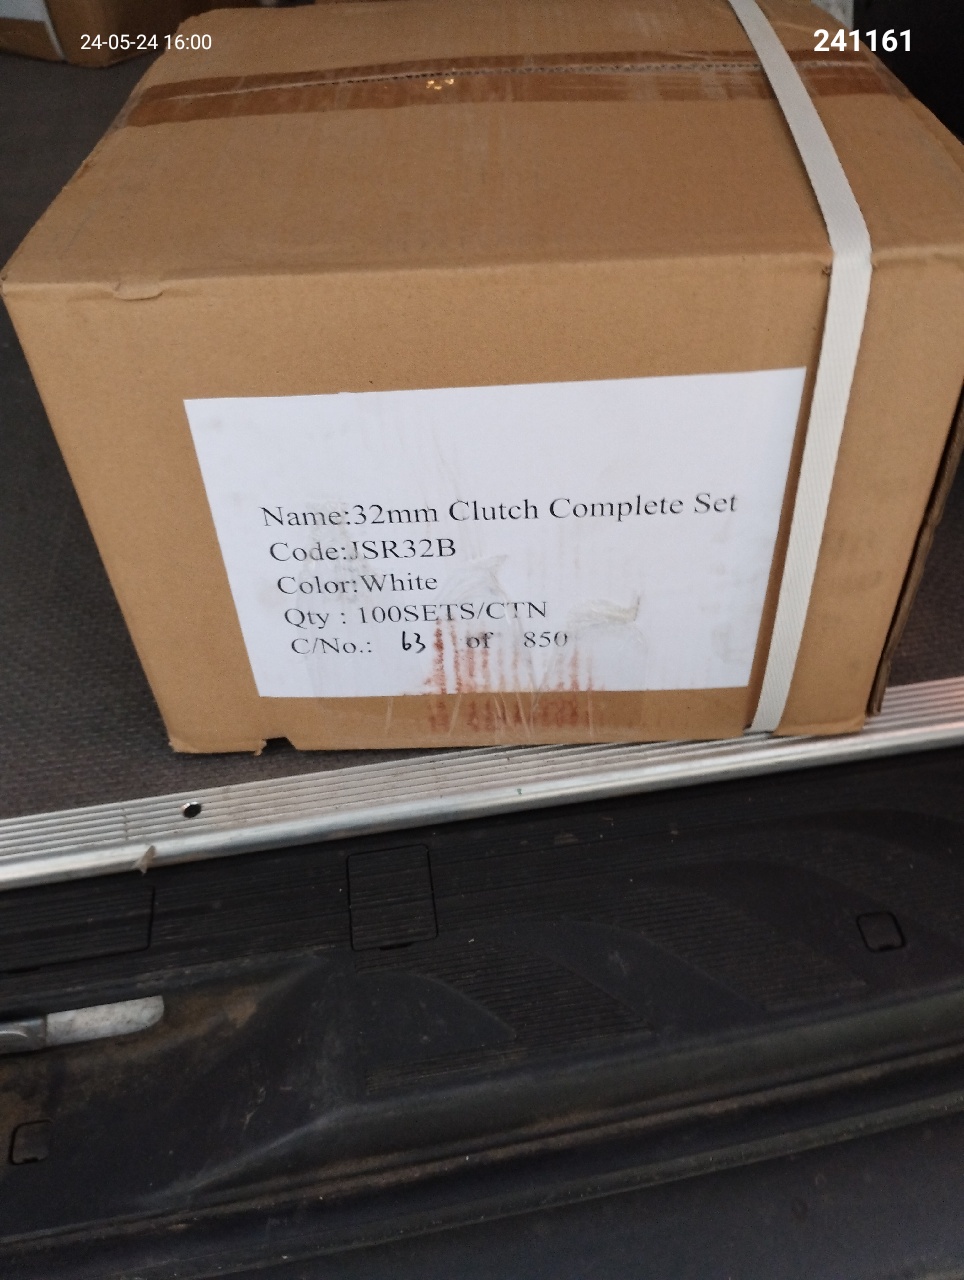 24-05-24 16:00
241161
Name:32mm Clutch Complete Set
Code:JSR32B
Color:White
Qty : 100SETS/CTN
C/No.: 63 of 850